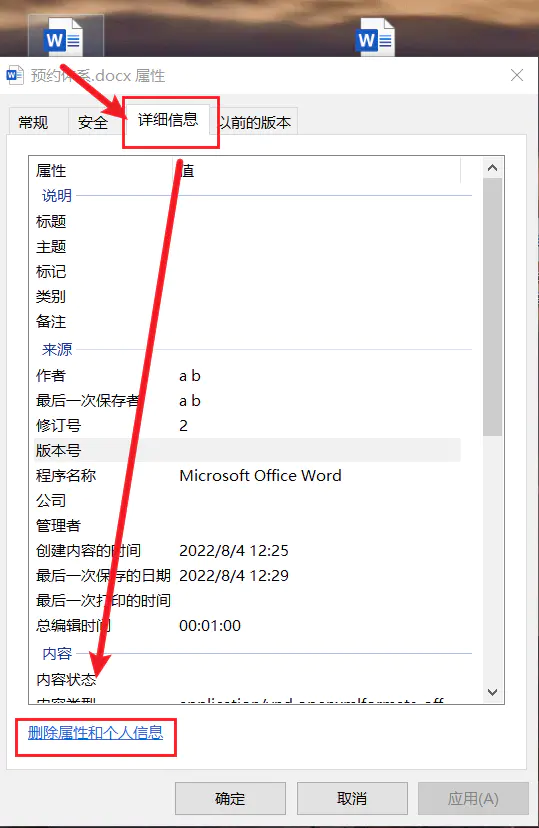 W
W
预约体系.docx 属性
常规 安全 详细信息 以前的版本
属性 值
说明
标题
主题
标记
类别
备注
来源
作者 a b
最后一次保存者 a b
修订号 2
版本号
程序名称 Microsoft Office Word
公司
管理者
创建内容的时间 2022/8/4 12:25
最后一次保存的日期 2022/8/4 12:29
最后一次打印的时间
总编辑时间 00:01:00
内容
内容状态
内容类型
删除属性和个人信息
确定 取消 应用(A)